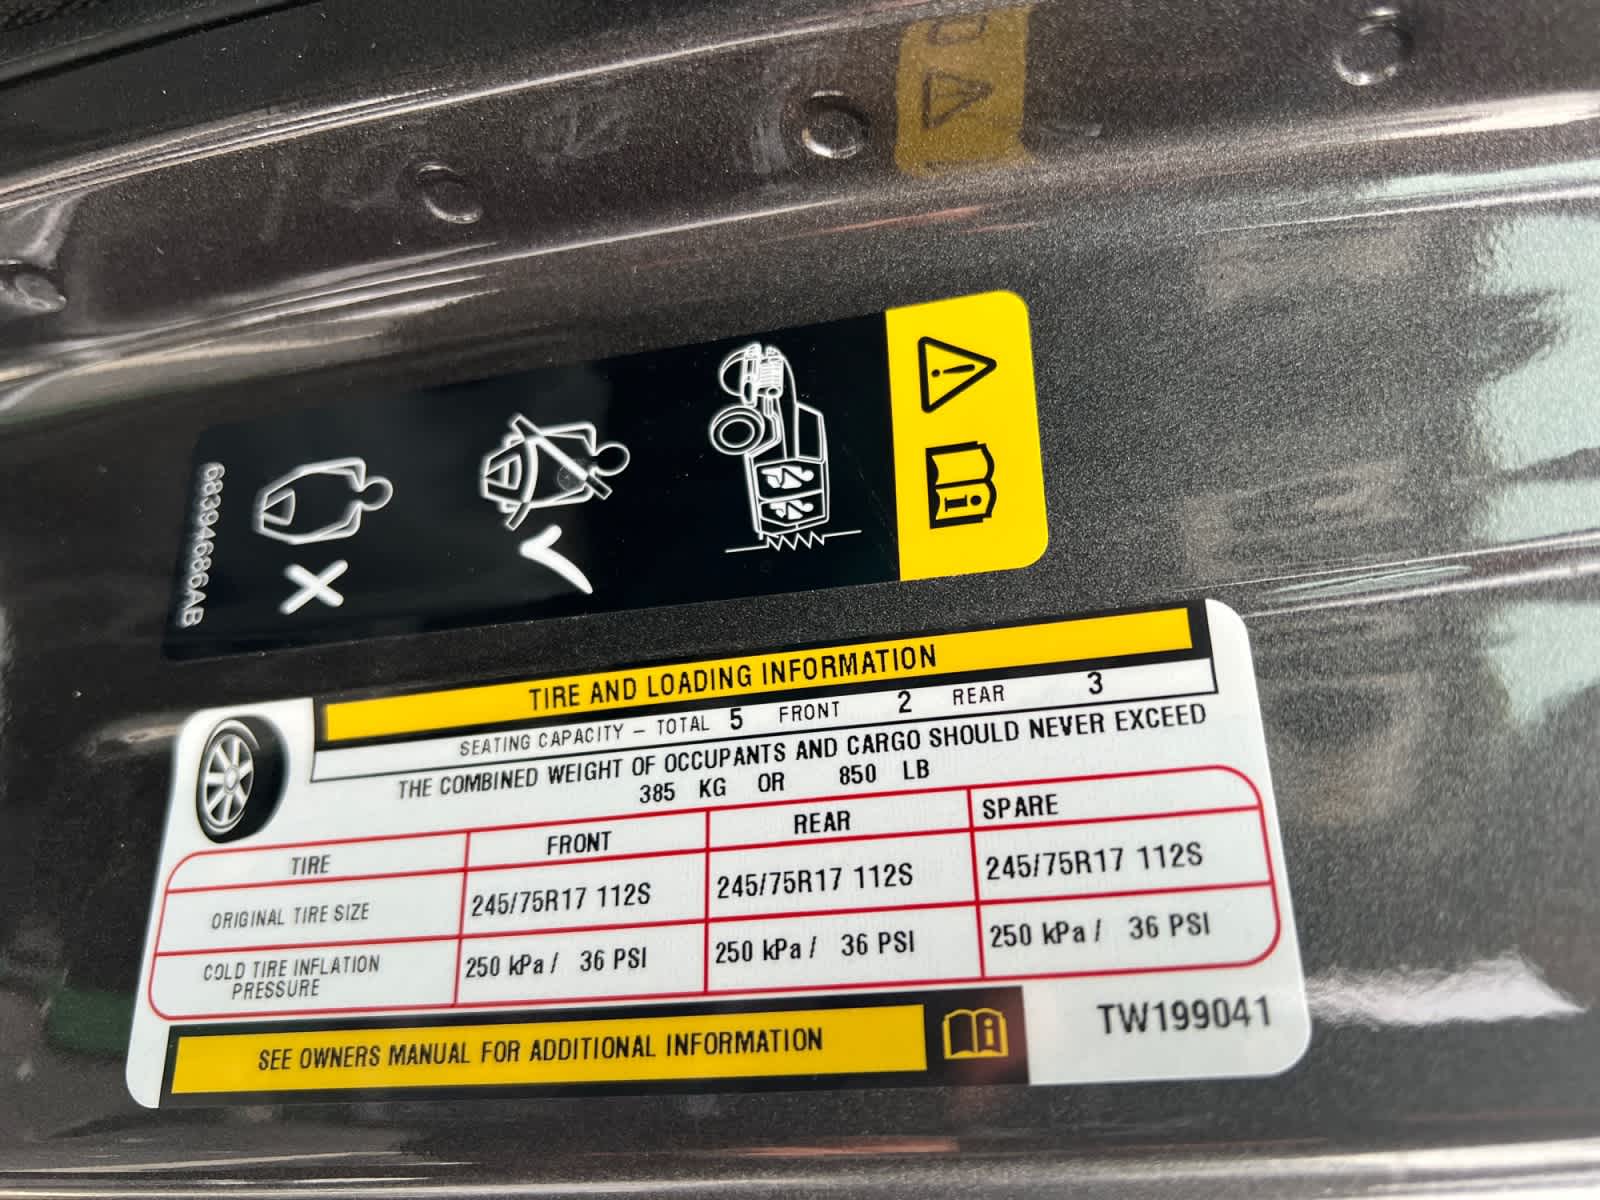 68394686AB
TIRE AND LOADING INFORMATION
SEATING CAPACITY – TOTAL 5 FRONT 2 REAR 3
THE COMBINED WEIGHT OF OCCUPANTS AND CARGO SHOULD NEVER EXCEED
385 KG OR 850 LB
TIRE FRONT REAR SPARE
ORIGINAL TIRE SIZE 245/75R17 112S 245/75R17 112S 245/75R17 112S
COLD TIRE INFLATION
PRESSURE 250 kPa / 36 PSI 250 kPa / 36 PSI 250 kPa / 36 PSI
SEE OWNERS MANUAL FOR ADDITIONAL INFORMATION
TW199041